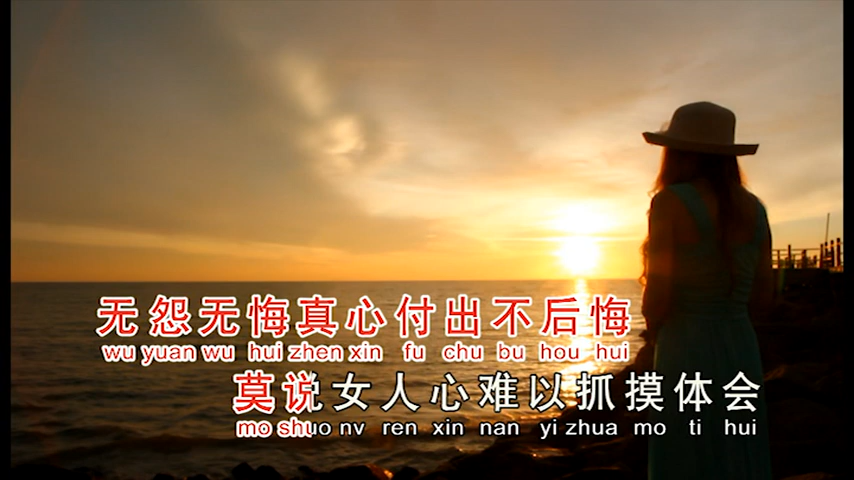 无怨无悔真心付出不后悔
wu yuan wu hui zhen xin fu chu bu hou hui
莫说女人心难以抓摸体会
mo shuo nv ren xin nan yi zhua mo ti hui